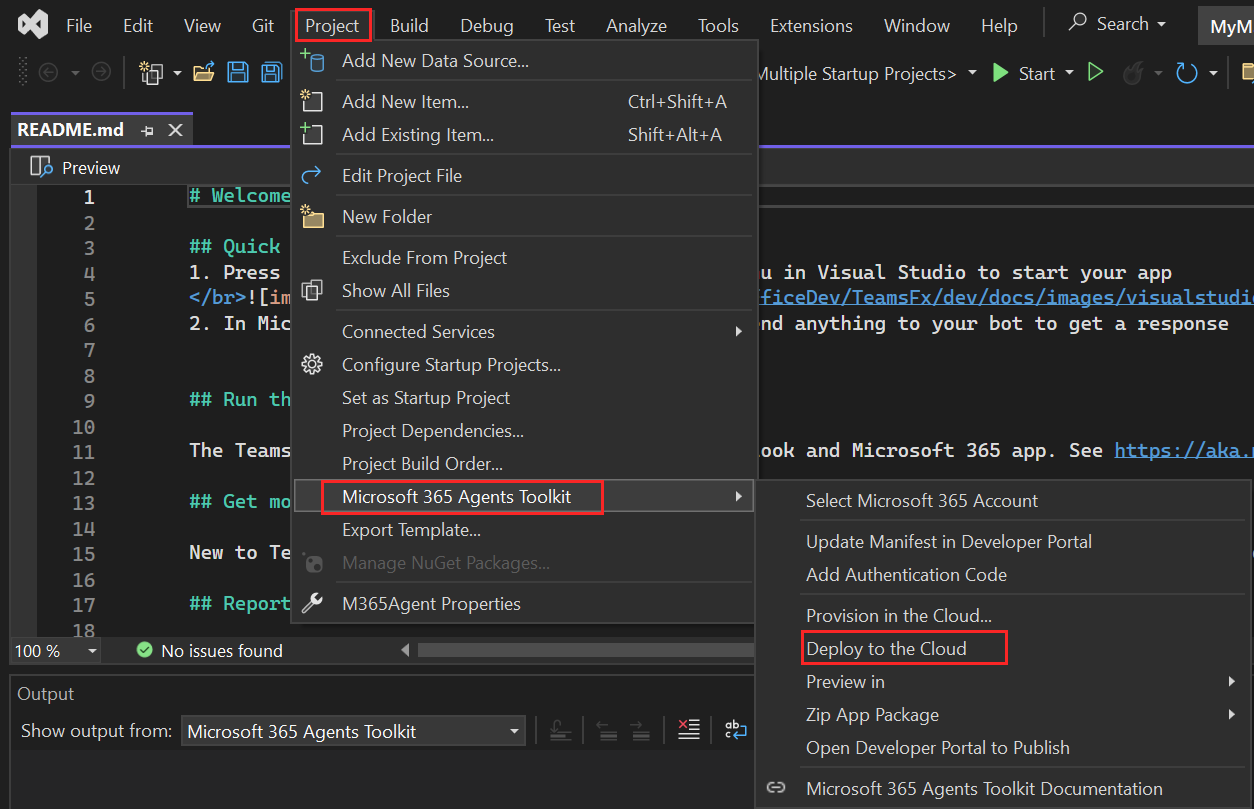 File Edit View Git Project Build Debug Test Analyze Tools Extensions Window Help Search MyM
Multiple Startup Projects> Start
README.md
Preview
Add New Data Source...
Add New Item... Ctrl+Shift+A
Add Existing Item... Shift+Alt+A
Edit Project File
New Folder
Exclude From Project
Show All Files
Connected Services
Configure Startup Projects...
Set as Startup Project
Project Dependencies...
Project Build Order...
Microsoft 365 Agents Toolkit
Export Template...
Manage NuGet Packages...
M365Agent Properties
Select Microsoft 365 Account
Update Manifest in Developer Portal
Add Authentication Code
Provision in the Cloud...
Deploy to the Cloud
Preview in
Zip App Package
Open Developer Portal to Publish
Microsoft 365 Agents Toolkit Documentation
1 # Welcome
2
3 ## Quick
4 1. Press u in Visual Studio to start your app
5 </br>![im fficeDev/TeamsFx/dev/docs/images/visualstudi
6 2. In Mic nd anything to your bot to get a response
7
8
9 ## Run th
10
11 The Teams ook and Microsoft 365 app. See https://aka.
12
13 ## Get mo
14
15 New to Te
16
17 ## Report
18
100 % No issues found
Output
Show output from: Microsoft 365 Agents Toolkit